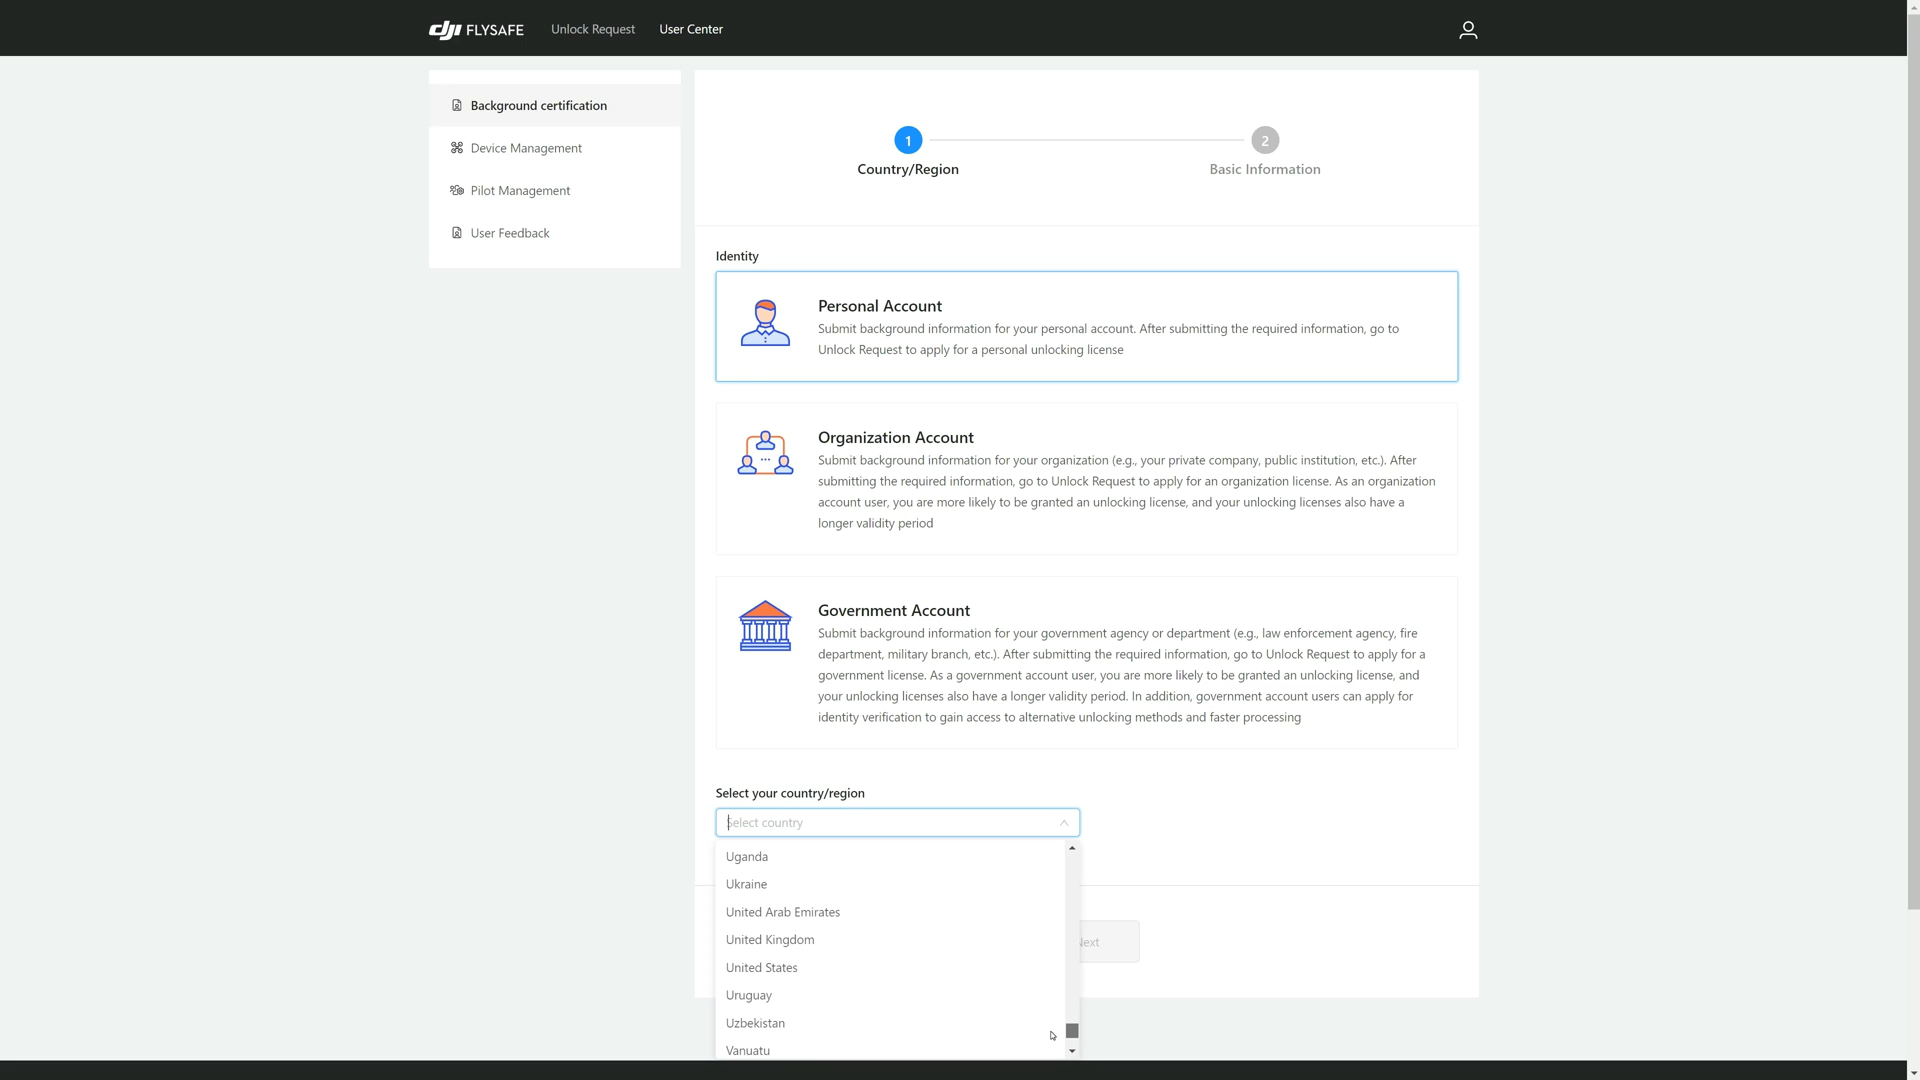 dji FLYSAFE Unlock Request User Center
Background certification
Device Management
Pilot Management
User Feedback
1 2
Country/Region Basic Information
Identity
Personal Account
Submit background information for your personal account. After submitting the required information, go to
Unlock Request to apply for a personal unlocking license
Organization Account
Submit background information for your organization (e.g., your private company, public institution, etc.). After
submitting the required information, go to Unlock Request to apply for an organization license. As an organization
account user, you are more likely to be granted an unlocking license, and your unlocking licenses also have a
longer validity period
Government Account
Submit background information for your government agency or department (e.g., law enforcement agency, fire
department, military branch, etc.). After submitting the required information, go to Unlock Request to apply for a
government license. As a government account user, you are more likely to be granted an unlocking license, and
your unlocking licenses also have a longer validity period. In addition, government account users can apply for
identity verification to gain access to alternative unlocking methods and faster processing
Select your country/region
Select country
Uganda
Ukraine
United Arab Emirates
United Kingdom
Next
United States
Uruguay
Uzbekistan
Vanuatu